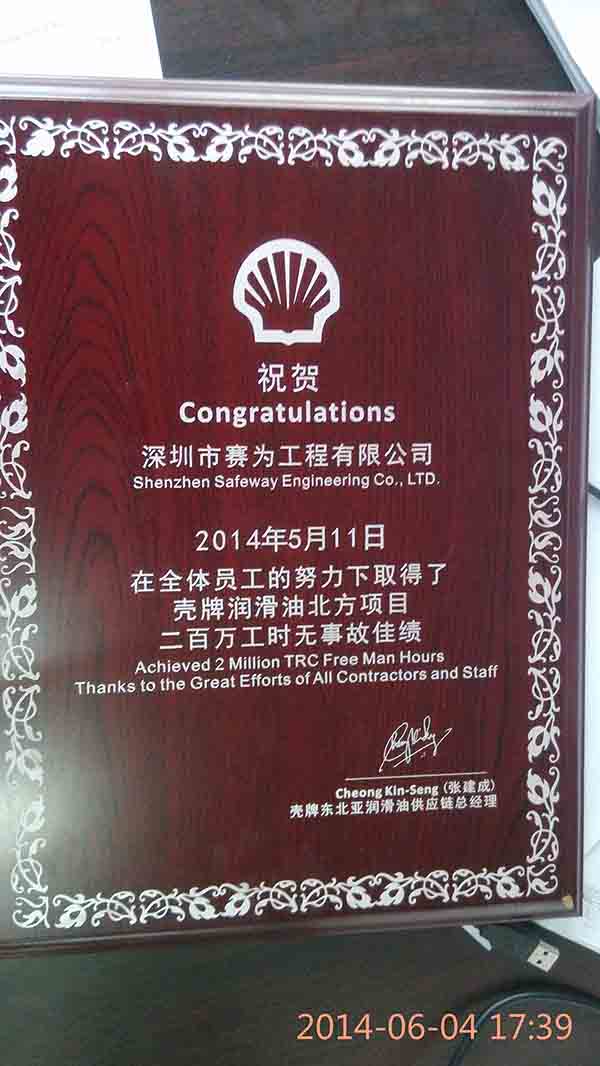 祝贺
Congratulations
深圳市赛为工程有限公司
Shenzhen Safeway Engineering Co., LTD.
2014年5月11日
在全体员工的努力下取得了
壳牌润滑油北方项目
二百万工时无事故佳绩
Achieved 2 Million TRC Free Man Hours
Thanks to the Great Efforts of All Contractors and Staff
Cheong Kin-Seng (张建成)
壳牌东北亚润滑油供应链总经理
2014-06-04 17:39